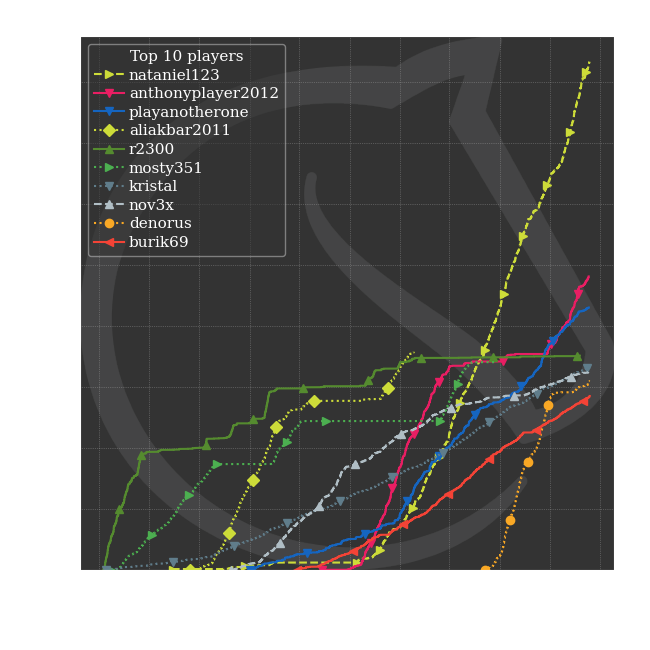 Top 10 players
nataniel123
anthonyplayer2012
playanotherone
aliakbar2011
r2300
mosty351
kristal
nov3x
denorus
burik69